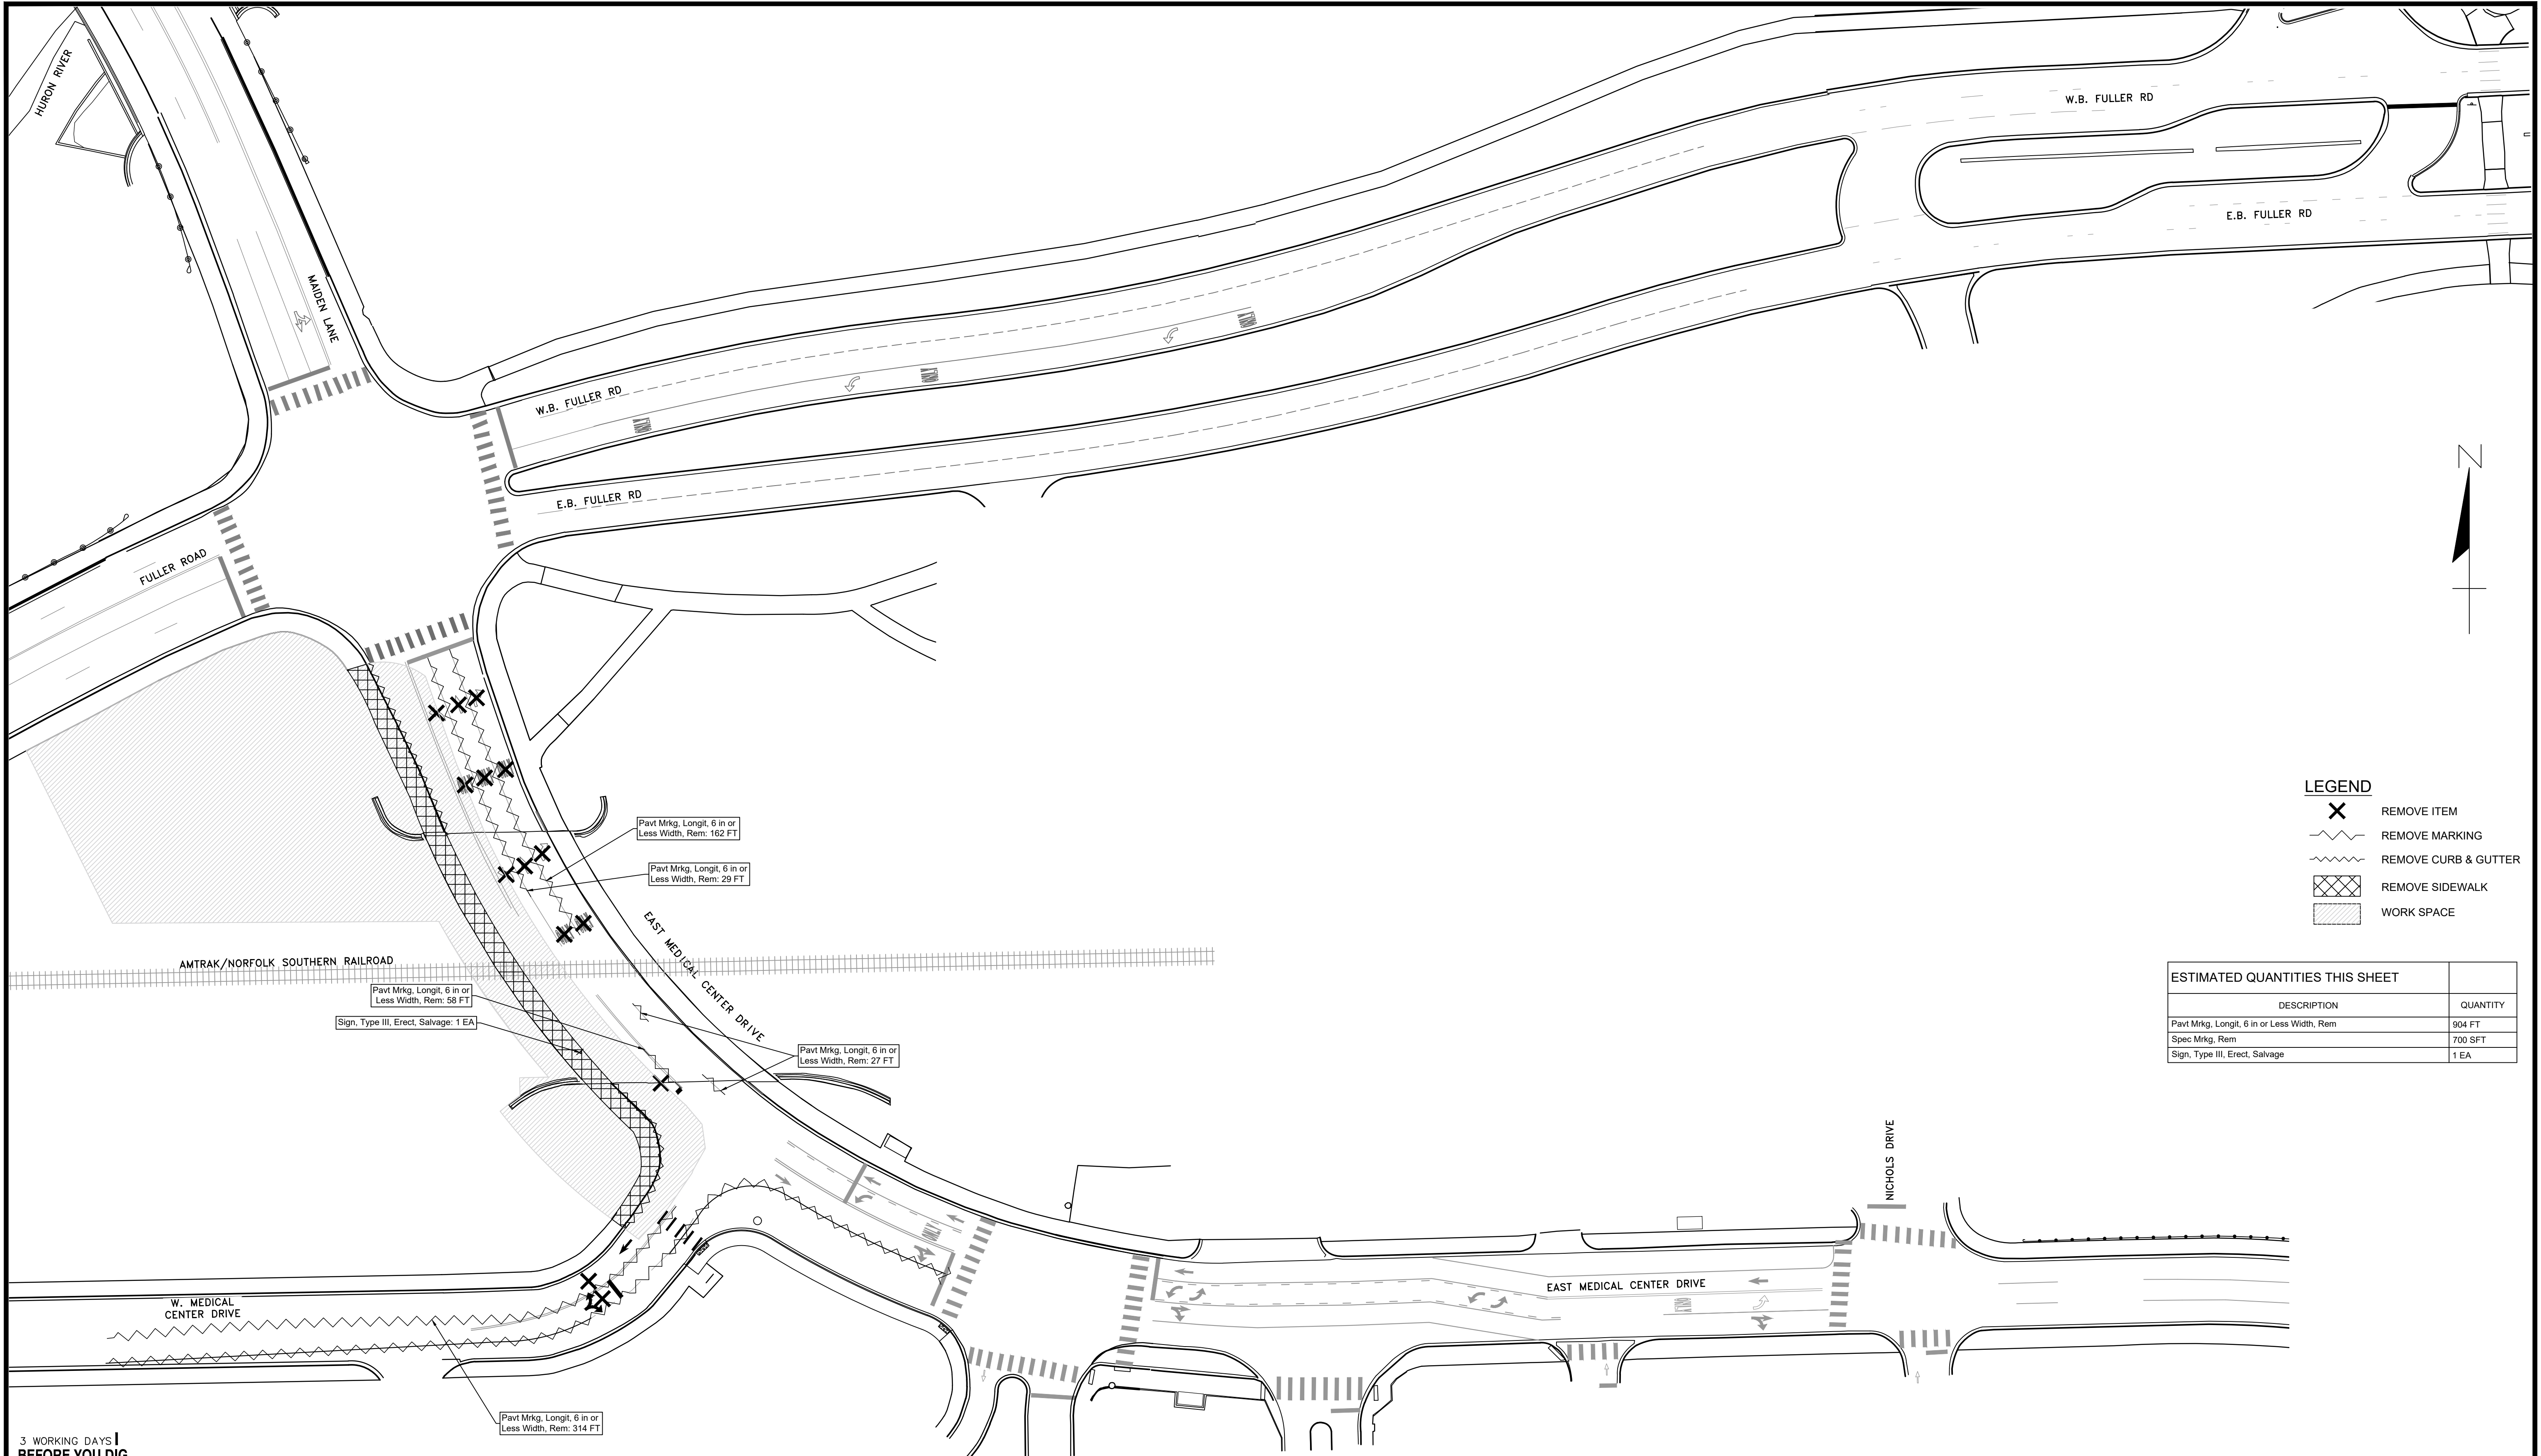 HURON RIVER
MAIDEN LANE
W.B. FULLER RD
E.B. FULLER RD
W.B. FULLER RD
E.B. FULLER RD
N
FULLER ROAD
LEGEND
REMOVE ITEM
REMOVE MARKING
REMOVE CURB & GUTTER
REMOVE SIDEWALK
WORK SPACE
Pavt Mrkg, Longit, 6 in or
Less Width, Rem: 162 FT
Pavt Mrkg, Longit, 6 in or
Less Width, Rem: 29 FT
EAST MEDICAL CENTER DRIVE
AMTRAK/NORFOLK SOUTHERN RAILROAD
Pavt Mrkg, Longit, 6 in or
Less Width, Rem: 58 FT
Sign, Type III, Erect, Salvage: 1 EA
Pavt Mrkg, Longit, 6 in or
Less Width, Rem: 27 FT
ESTIMATED QUANTITIES THIS SHEET
DESCRIPTION QUANTITY
Pavt Mrkg, Longit, 6 in or Less Width, Rem 904 FT
Spec Mrkg, Rem 700 SFT
Sign, Type III, Erect, Salvage 1 EA
NICHOLS DRIVE
EAST MEDICAL CENTER DRIVE
W. MEDICAL
CENTER DRIVE
Pavt Mrkg, Longit, 6 in or
Less Width, Rem: 314 FT
3 WORKING DAYS
BEFORE YOU DIG